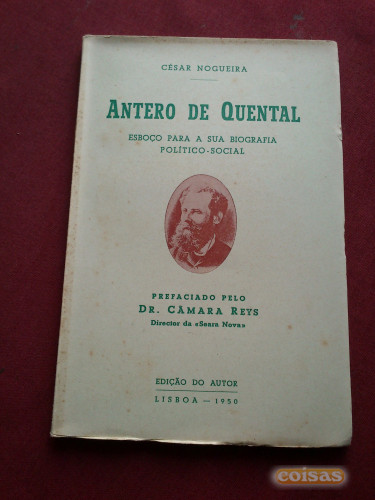 CÉSAR NOGUEIRA
ANTERO DE QUENTAL
ESBOÇO PARA A SUA BIOGRAFIA
POLÍTICO-SOCIAL
PREFACIADO PELO
DR. CÂMARA REYS
Director da «Seara Nova»
EDIÇÃO DO AUTOR
LISBOA — 1950
coisas